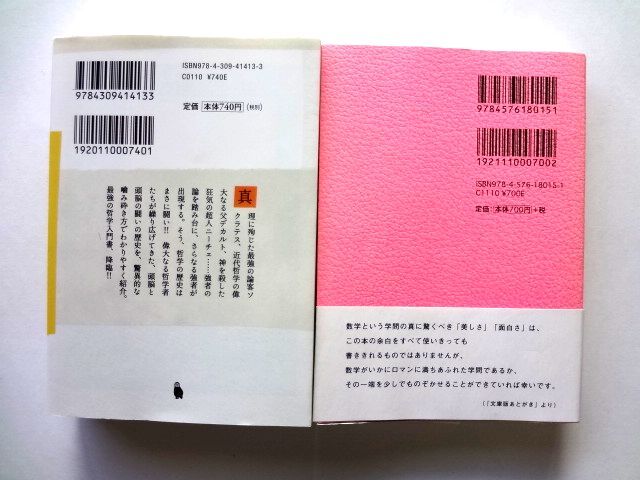 ISBN978-4-309-41413-3
C0110 ¥740E
9784309414133
定価 本体740円 (税別)
1920110007401
真理に殉じた最強の論客ソ
クラテス、近代哲学の偉
大なる父デカルト、神を殺した
狂気の超人ニーチェ……強者の
論を踏み台に、さらなる強者が
出現する。そう、哲学の歴史は
まさに闘い!! 偉大なる哲学者
たちが繰り広げてきた、頭脳と
頭脳の闘いの歴史を、驚異的な
噛み砕き方でわかりやすく紹介。
最強の哲学入門書、降臨!!
9784576180151
1921110007002
ISBN978-4-576-18015-1
C1110 ¥700E
定価:本体700円+税
数学という学問の真に驚くべき「美しさ」「面白さ」は、
この本の余白をすべて使いきっても
書ききれるものではありませんが、
数学がいかにロマンに満ちあふれた学問であるか、
その一端を少しでものぞかせることができていれば幸いです。
(「文庫版あとがき」より)